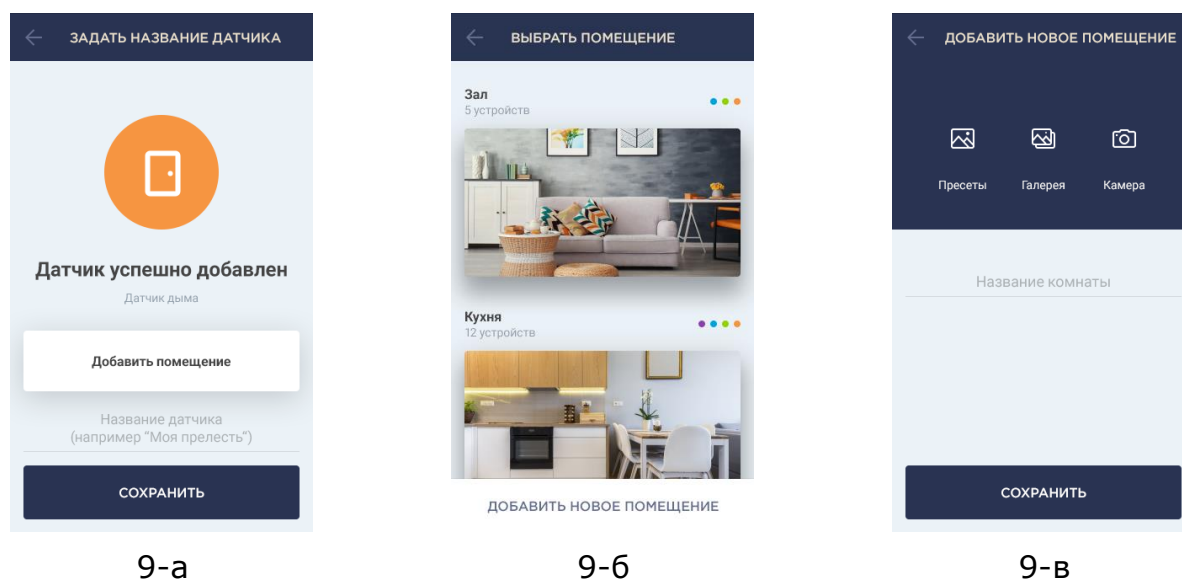 ЗАДАТЬ НАЗВАНИЕ ДАТЧИКА
Датчик успешно добавлен
Датчик дыма
Добавить помещение
Название датчика
(например "Моя прелесть")
СОХРАНИТЬ
9-а
ВЫБРАТЬ ПОМЕЩЕНИЕ
Зал
5 устройств
Кухня
12 устройств
ДОБАВИТЬ НОВОЕ ПОМЕЩЕНИЕ
9-б
ДОБАВИТЬ НОВОЕ ПОМЕЩЕНИЕ
Пресеты Галерея Камера
Название комнаты
СОХРАНИТЬ
9-в